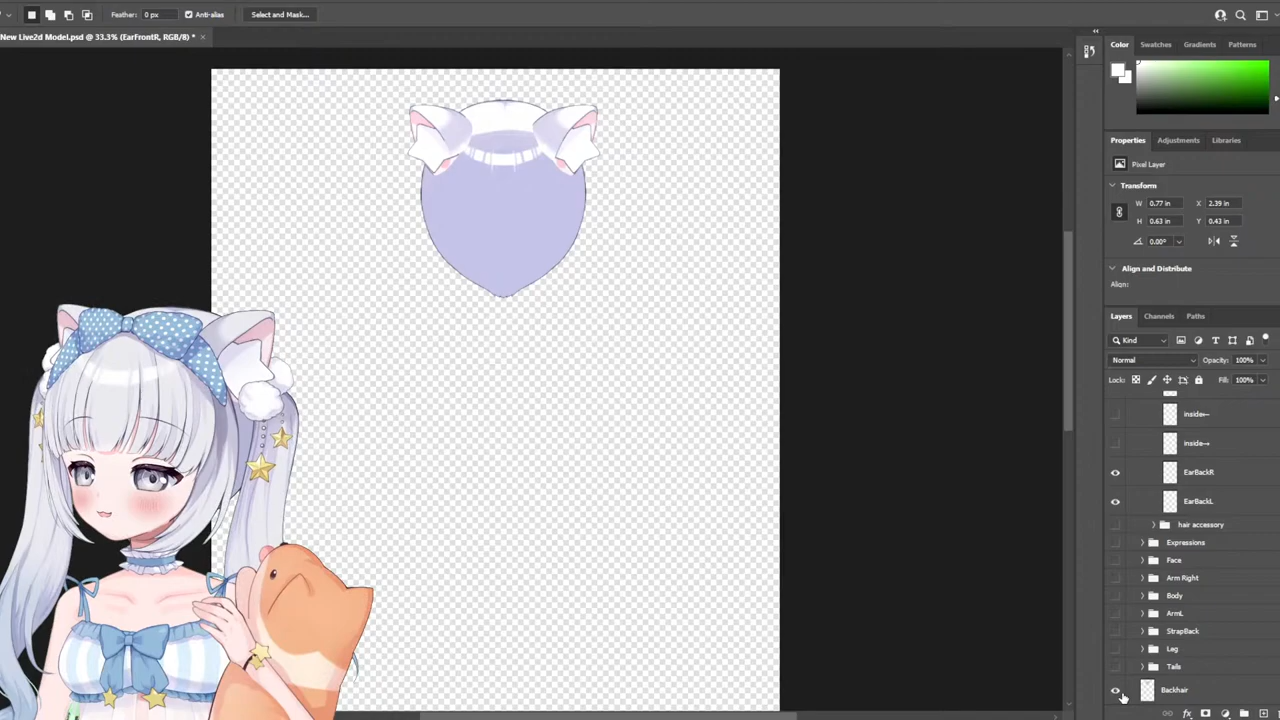 Feather: 0 px Anti-alias Select and Mask...
New Live2d Model.psd @ 33.3% (EarFrontR, RGB/8) * ×
Color Swatches Gradients Patterns
Properties Adjustments Libraries
Pixel Layer
Transform
W 0.77 in X 2.39 in
H 0.63 in Y 0.43 in
0.00°
Align and Distribute
Align:
Layers Channels Paths
Kind
Normal Opacity: 100%
Lock: Fill: 100%
inside←
inside→
EarBackR
EarBackL
hair accessory
Expressions
Face
Arm Right
Body
ArmL
StrapBack
Leg
Tails
Backhair
fx